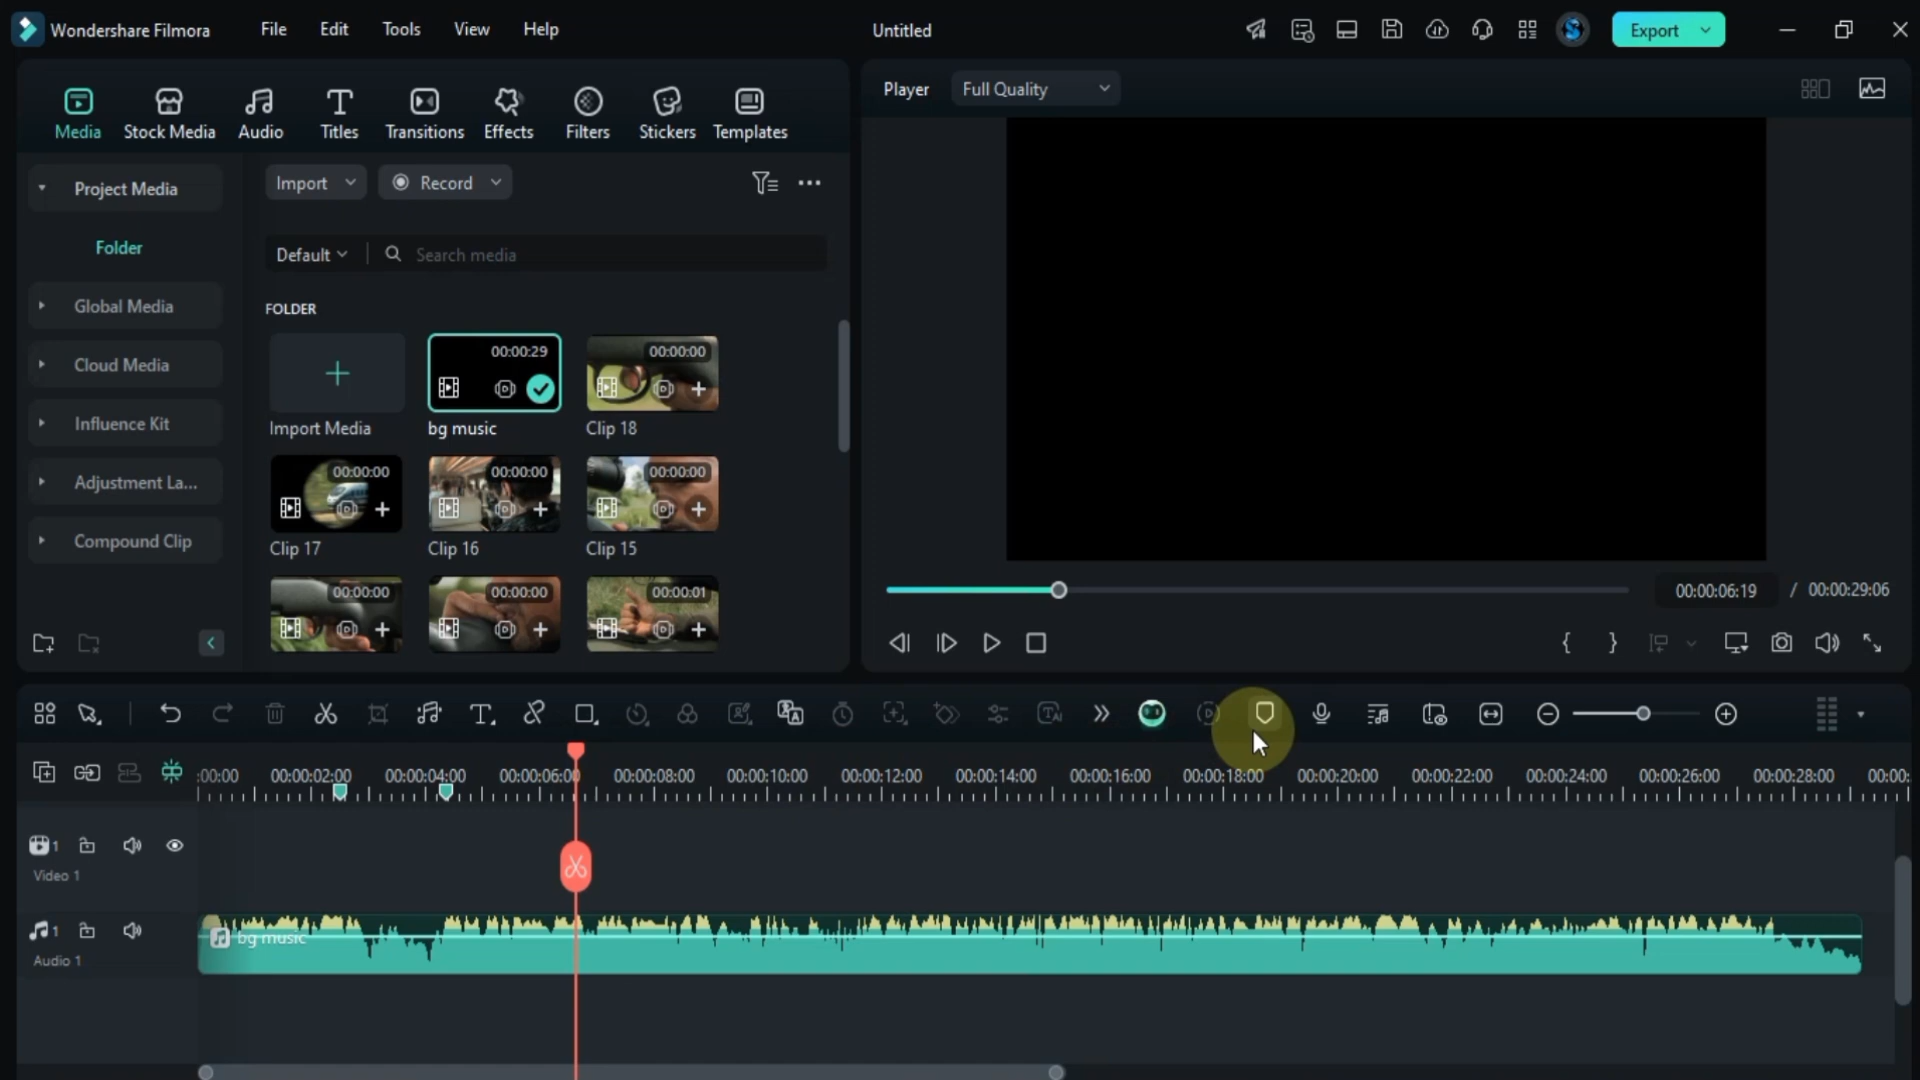 Wondershare Filmora File Edit Tools View Help Untitled Export
Media Stock Media Audio Titles Transitions Effects Filters Stickers Templates
Player Full Quality
Project Media
Folder
Global Media
Cloud Media
Influence Kit
Adjustment La...
Compound Clip
Import Record
Default Search media
FOLDER
Import Media
00:00:29
bg music
00:00:00
Clip 18
00:00:00
Clip 17
00:00:00
Clip 16
00:00:00
Clip 15
00:00:00
00:00:00
00:00:01
00:00:06:19 / 00:00:29:06
{ }
:00:00 00:00:02:00 00:00:04:00 00:00:06:00 00:00:08:00 00:00:10:00 00:00:12:00 00:00:14:00 00:00:16:00 00:00:18:00 00:00:20:00 00:00:22:00 00:00:24:00 00:00:26:00 00:00:28:00 00:00:
1
Video 1
1
bg music
Audio 1